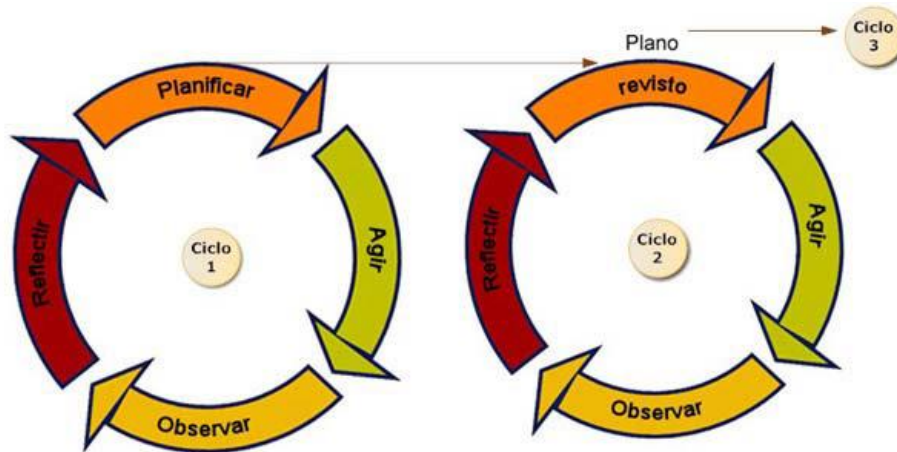 Planificar
Agir
Observar
Reflectir
Ciclo
1
Plano
revisto
Agir
Observar
Reflectir
Ciclo
2
Ciclo
3